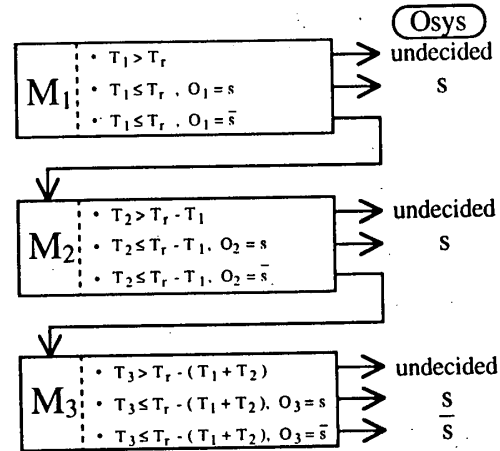 Osys
• T₁ > Tᵣ undecided
M₁ • T₁ ≤ Tᵣ , O₁ = s s
• T₁ ≤ Tᵣ , O₁ = s̅
• T₂ > Tᵣ - T₁ undecided
M₂ • T₂ ≤ Tᵣ - T₁, O₂ = s s
• T₂ ≤ Tᵣ - T₁, O₂ = s̅
• T₃ > Tᵣ - ( T₁ + T₂ ) undecided
M₃ • T₃ ≤ Tᵣ - ( T₁ + T₂ ), O₃ = s s
• T₃ ≤ Tᵣ - ( T₁ + T₂ ), O₃ = s̅ s̅